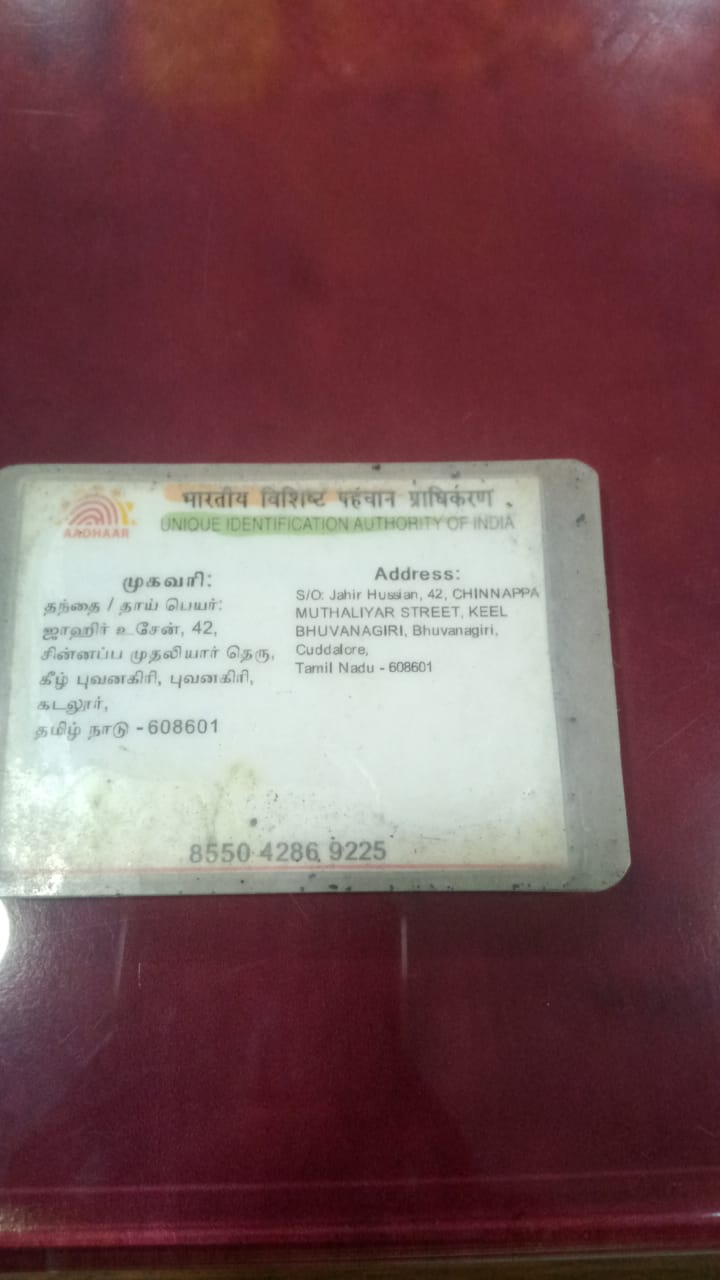 भारतीय विशिष्ट पहचान प्राधिकरण
AADHAAR
UNIQUE IDENTIFICATION AUTHORITY OF INDIA
முகவரி:
தந்தை / தாய் பெயர்:
ஜாஹிர் உசேன், 42,
சின்னப்ப முதலியார் தெரு,
கீழ் புவனகிரி, புவனகிரி,
கடலூர்,
தமிழ் நாடு - 608601
Address:
S/O: Jahir Hussian, 42, CHINNAPPA
MUTHALIYAR STREET, KEEL
BHUVANAGIRI, Bhuvanagiri,
Cuddalore,
Tamil Nadu - 608601
8550 4286 9225